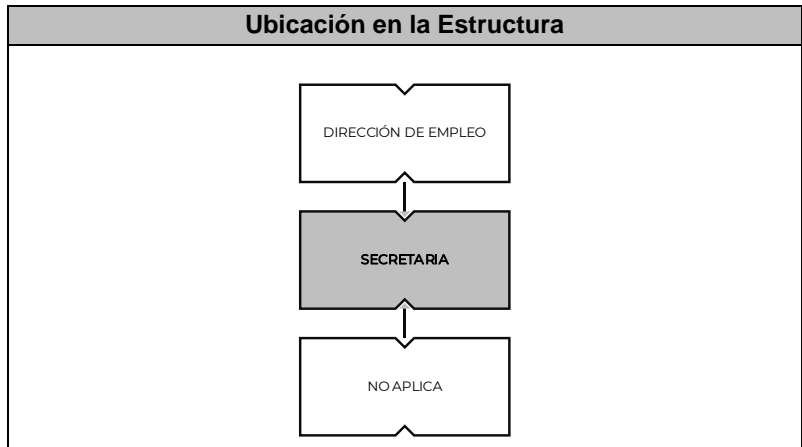 Ubicación en la Estructura
DIRECCIÓN DE EMPLEO
SECRETARIA
NO APLICA